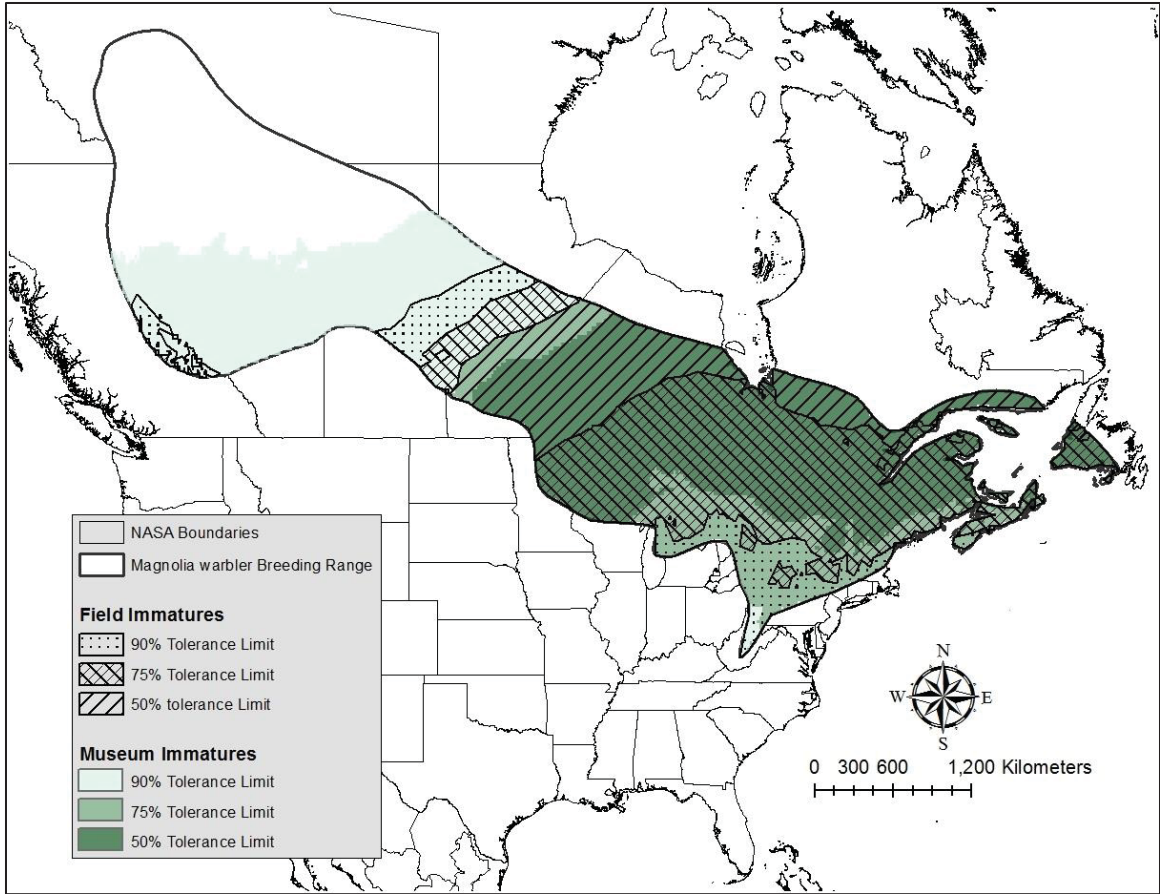 NASA Boundaries
Magnolia warbler Breeding Range
Field Immatures
90% Tolerance Limit
75% Tolerance Limit
50% tolerance Limit
Museum Immatures
90% Tolerance Limit
75% Tolerance Limit
50% Tolerance Limit
N
W E
S
0 300 600 1,200 Kilometers